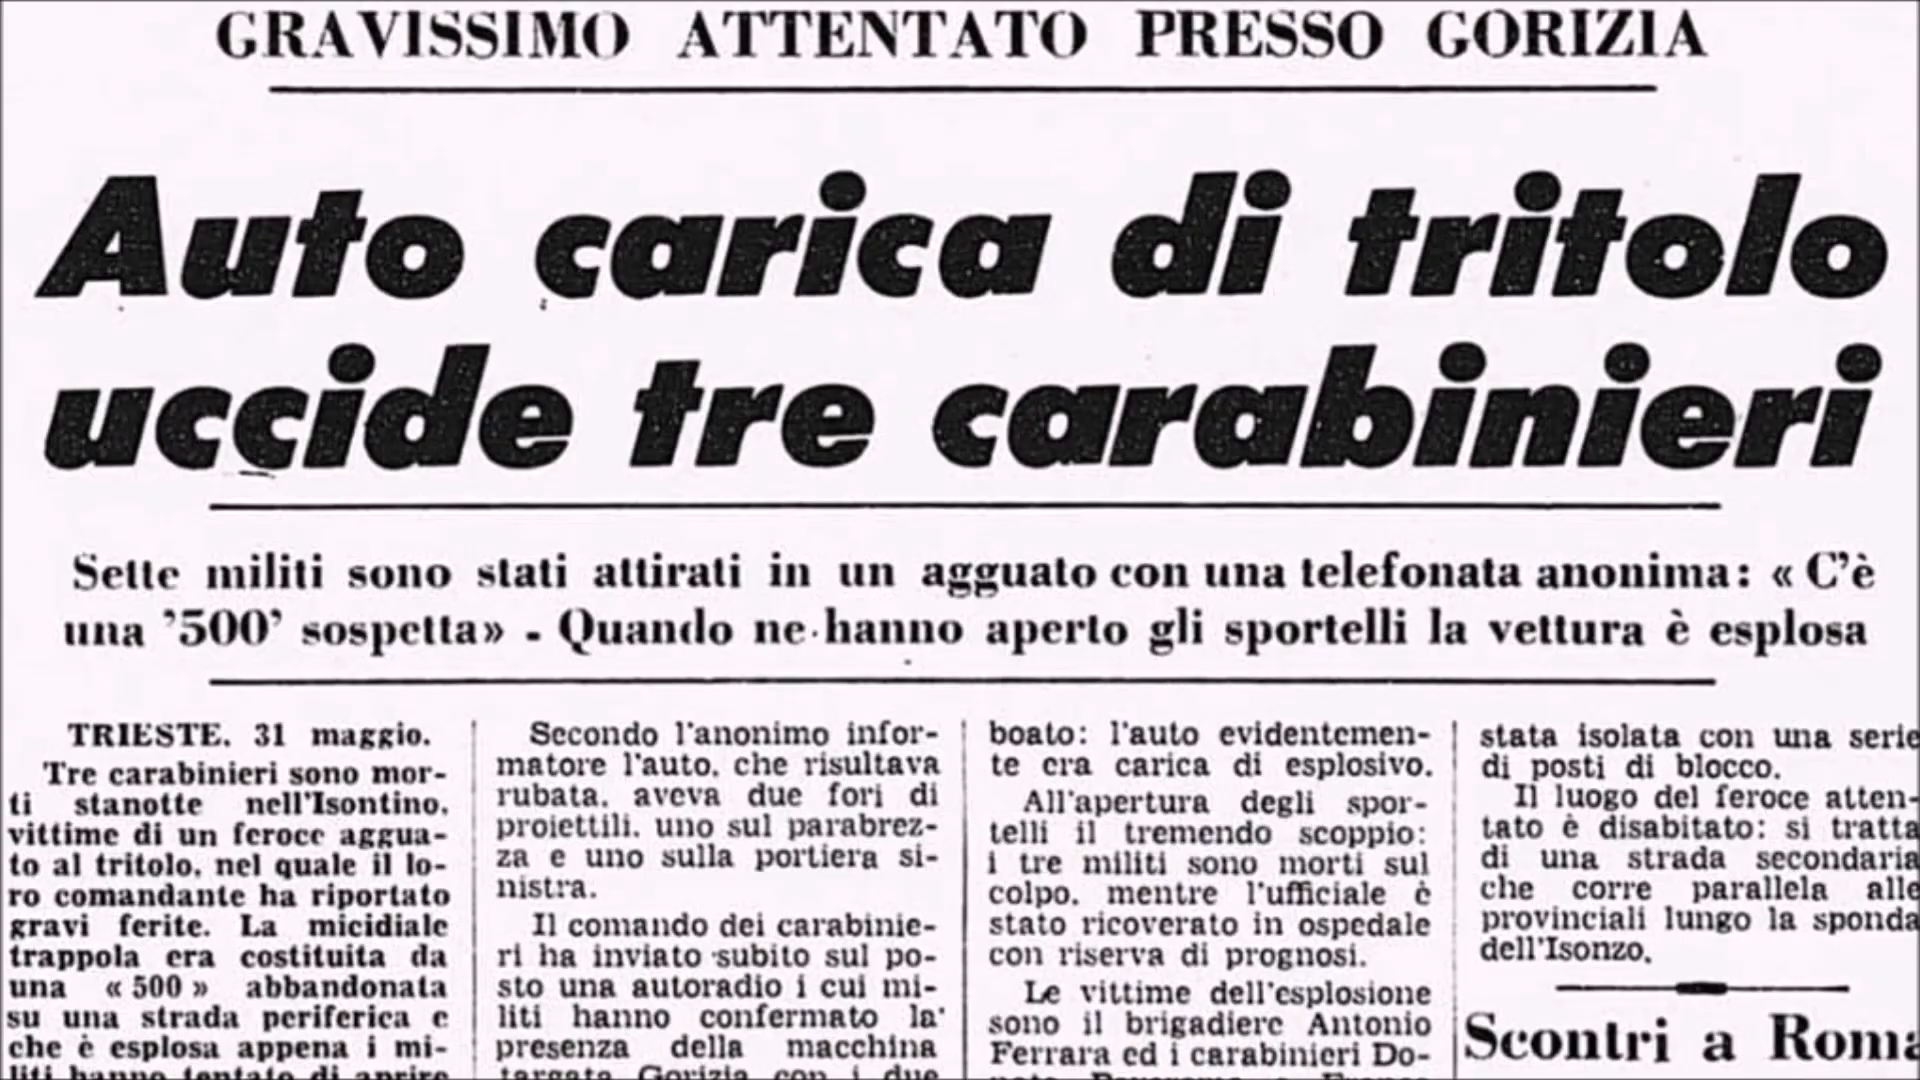 GRAVISSIMO ATTENTATO PRESSO GORIZIA
Auto carica di tritolo
uccide tre carabinieri
Sette militi sono stati attirati in un agguato con una telefonata anonima: « C'è
una '500' sospetta» - Quando ne hanno aperto gli sportelli la vettura è esplosa
TRIESTE, 31 maggio.
Tre carabinieri sono mor-
ti stanotte nell'Isontino,
vittime di un feroce aggua-
to al tritolo, nel quale il lo-
ro comandante ha riportato
gravi ferite. La micidiale
trappola era costituita da
una « 500 » abbandonata
su una strada periferica e
che è esplosa appena i mi-
liti hanno tentato di aprire
Secondo l'anonimo infor-
matore l'auto, che risultava
rubata, aveva due fori di
proiettili, uno sul parabrez-
za e uno sulla portiera si-
nistra.
Il comando dei carabinie-
ri ha inviato subito sul po-
sto una autoradio i cui mi-
liti hanno confermato la
presenza della macchina
targata Gorizia con i due
boato: l'auto evidentemen-
te era carica di esplosivo.
All'apertura degli spor-
telli il tremendo scoppio:
i tre militi sono morti sul
colpo, mentre l'ufficiale è
stato ricoverato in ospedale
con riserva di prognosi.
Le vittime dell'esplosione
sono il brigadiere Antonio
Ferrara ed i carabinieri Do-
stata isolata con una serie
di posti di blocco.
Il luogo del feroce atten-
tato è disabitato: si tratta
di una strada secondaria
che corre parallela alle
provinciali lungo la sponda
dell'Isonzo.
Scontri a Roma